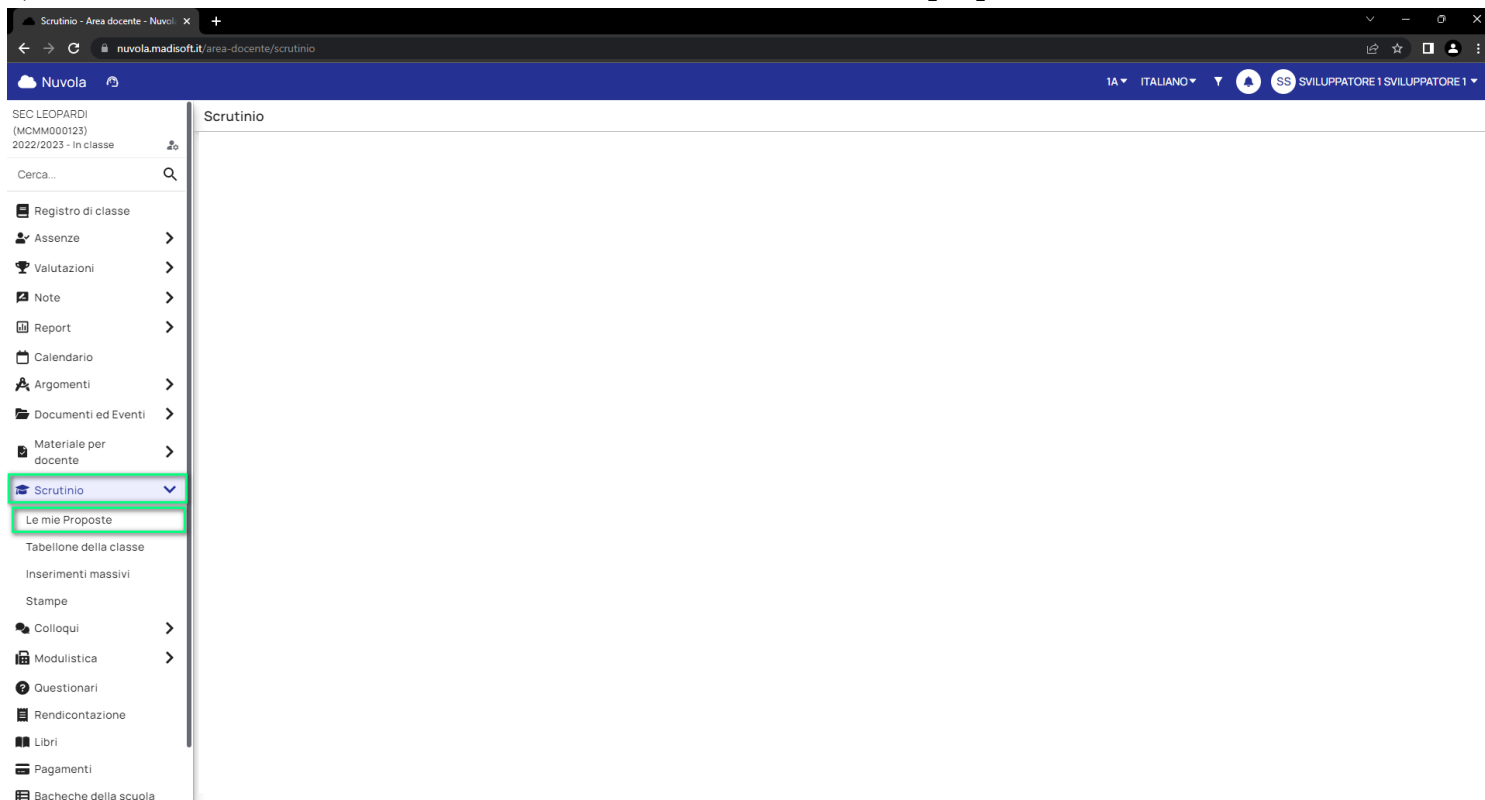 Scrutinio - Area docente - Nuvol
nuvola.madisoft.it/area-docente/scrutinio
Nuvola
1A ITALIANO SS SVILUPPATORE 1 SVILUPPATORE 1
SEC LEOPARDI
(MCMM000123)
2022/2023 - In classe
Scrutinio
Cerca...
Registro di classe
Assenze
Valutazioni
Note
Report
Calendario
Argomenti
Documenti ed Eventi
Materiale per
docente
Scrutinio
Le mie Proposte
Tabellone della classe
Inserimenti massivi
Stampe
Colloqui
Modulistica
Questionari
Rendicontazione
Libri
Pagamenti
Bacheche della scuola